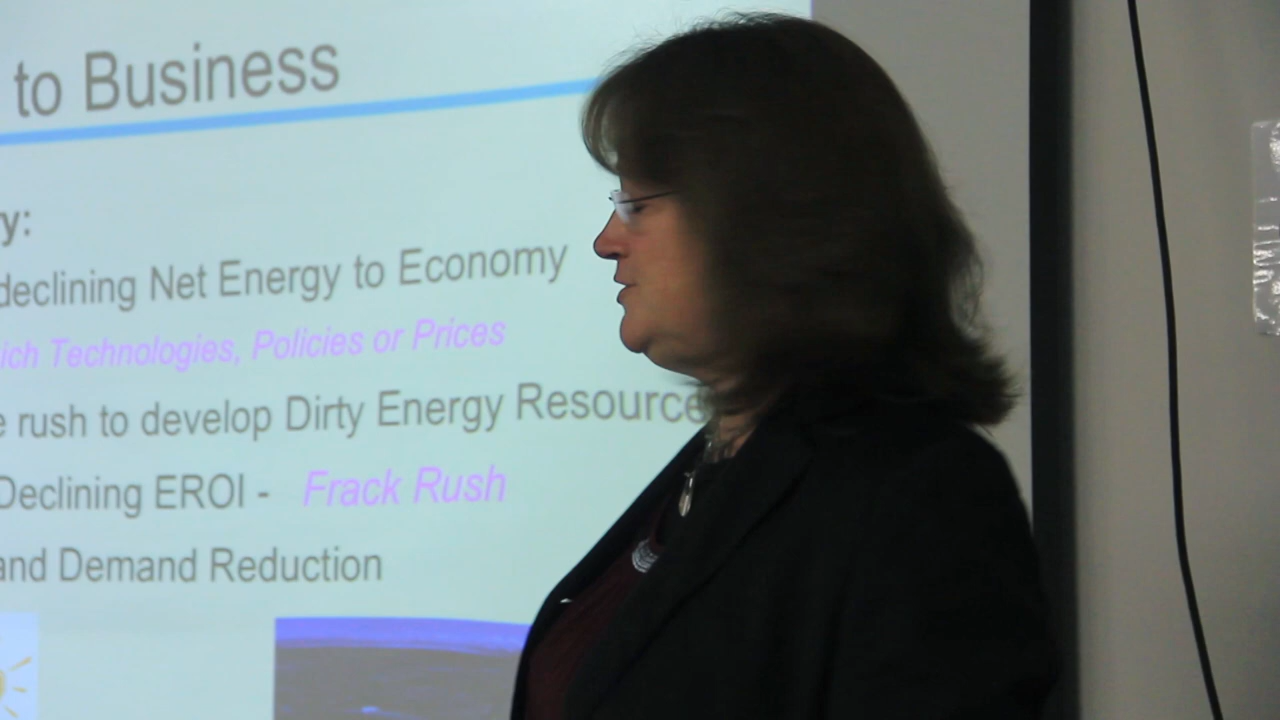 to Business
ry:
declining Net Energy to Economy
ich Technologies, Policies or Prices
e rush to develop Dirty Energy Resource
Declining EROI - Frack Rush
and Demand Reduction